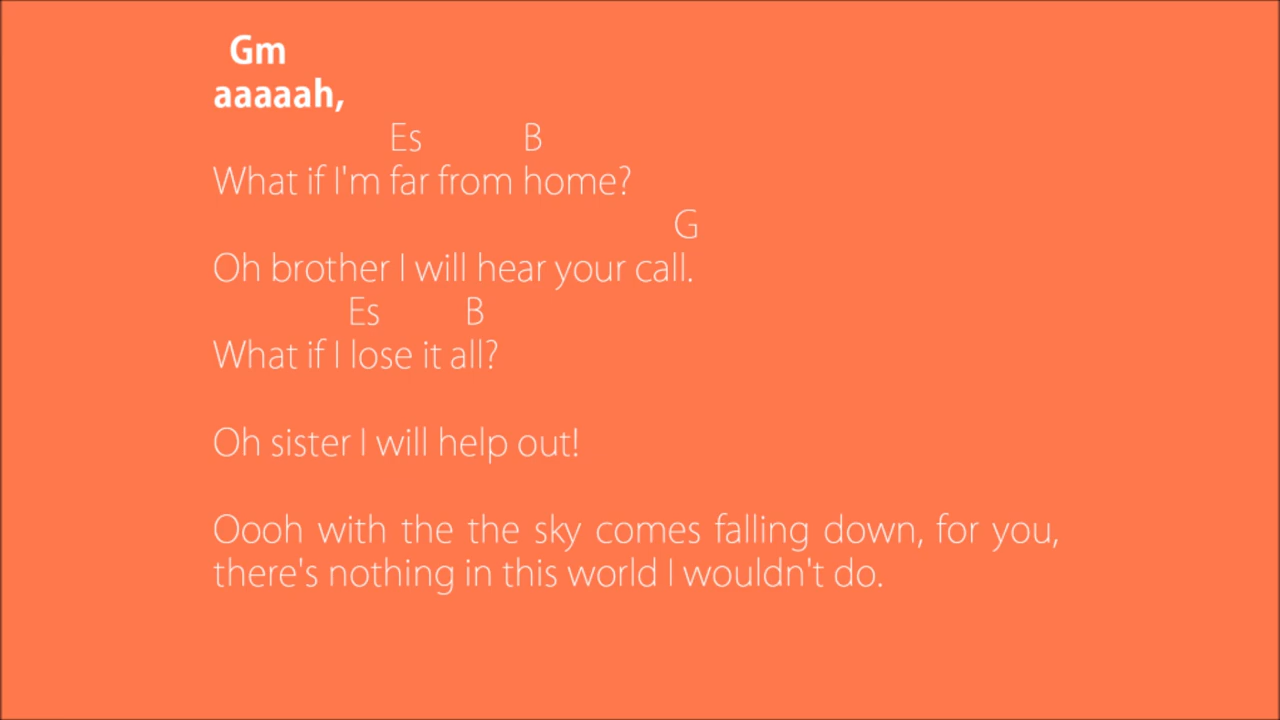 Gm
aaaaah,
Es B
What if I'm far from home?
G
Oh brother I will hear your call.
Es B
What if I lose it all?
Oh sister I will help out!
Oooh with the the sky comes falling down, for you,
there's nothing in this world I wouldn't do.